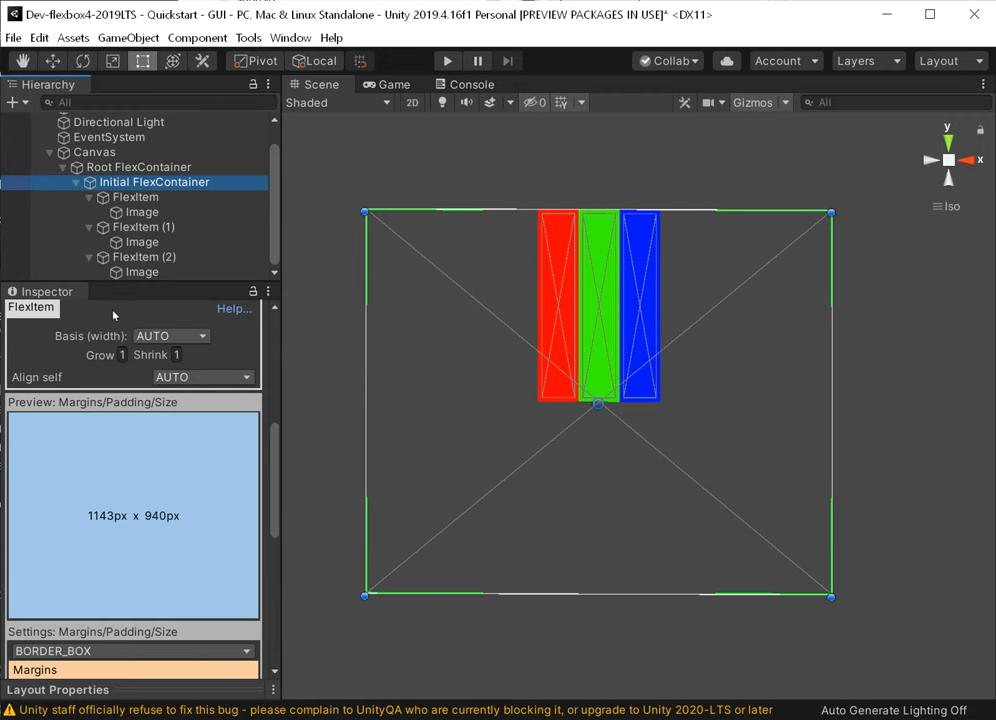 Dev-flexbox4-2019LTS - Quickstart - GUI - PC, Mac & Linux Standalone - Unity 2019.4.16f1 Personal [PREVIEW PACKAGES IN USE]* <DX11>
File Edit Assets GameObject Component Tools Window Help
Pivot Local Collab Account Layers Layout
Hierarchy
All
Directional Light
EventSystem
Canvas
Root FlexContainer
Initial FlexContainer
FlexItem
Image
FlexItem (1)
Image
FlexItem (2)
Image
Inspector
FlexItem Help...
Basis (width): AUTO
Grow 1 Shrink 1
Align self AUTO
Preview: Margins/Padding/Size
1143px x 940px
Settings: Margins/Padding/Size
BORDER_BOX
Margins
Layout Properties
Scene Game Console
Shaded 2D 0 Gizmos All
y
x
Iso
Unity staff officially refuse to fix this bug - please complain to UnityQA who are currently blocking it, or upgrade to Unity 2020-LTS or later
Auto Generate Lighting Off